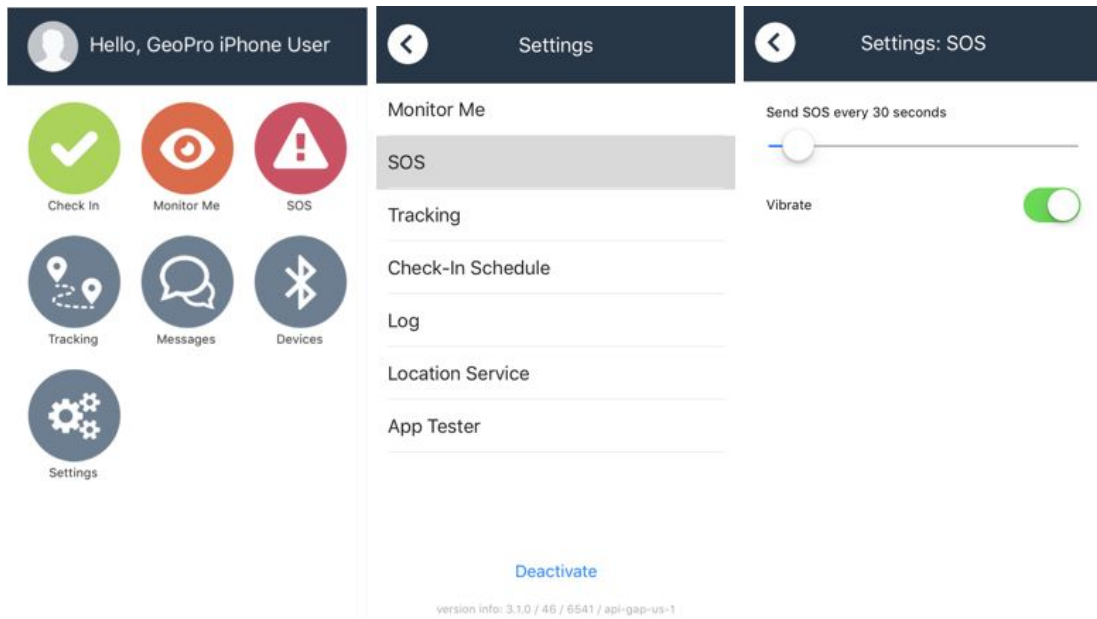 Hello, GeoPro iPhone User
Check In
Monitor Me
SOS
Tracking
Messages
Devices
Settings
Settings
Monitor Me
SOS
Tracking
Check-In Schedule
Log
Location Service
App Tester
Deactivate
version info: 3.1.0 / 46 / 6541 / api-gap-us-1
Settings: SOS
Send SOS every 30 seconds
Vibrate